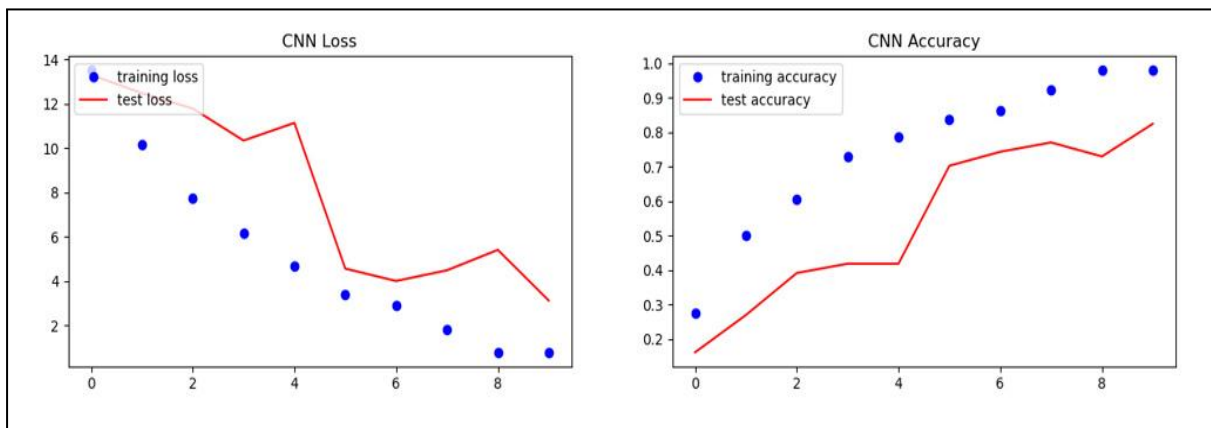 CNN Loss
14
12
10
8
6
4
2
training loss
test loss
0 2 4 6 8
CNN Accuracy
1.0
0.9
0.8
0.7
0.6
0.5
0.4
0.3
0.2
training accuracy
test accuracy
0 2 4 6 8